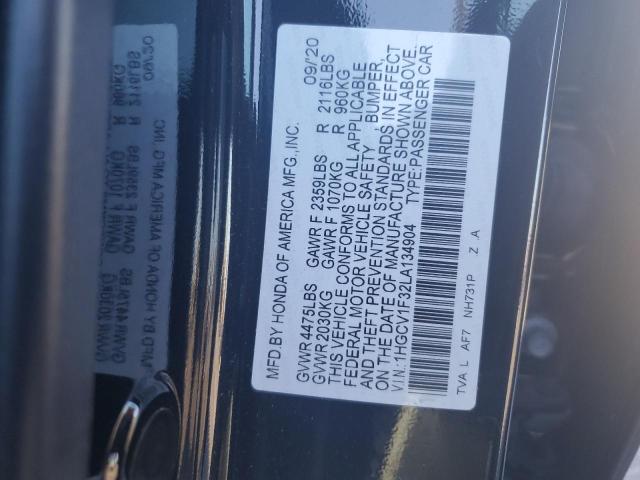 MFD.BY HONDA OF AMERICA MFG.,INC. 09/'20
GVWR 4475LBS GAWR F 2359LBS R 2116LBS
GVWR 2030KG GAWR F 1070KG R 960KG
THIS VEHICLE CONFORMS TO ALL APPLICABLE
FEDERAL MOTOR VEHICLE SAFETY BUMPER,
AND THEFT PREVENTION STANDARDS IN EFFECT
ON THE DATE OF MANUFACTURE SHOWN ABOVE.
V.I.N.:1HGCV1F32LA134904 TYPE:PASSENGER CAR
TVA L AF7 NH731P Z .A